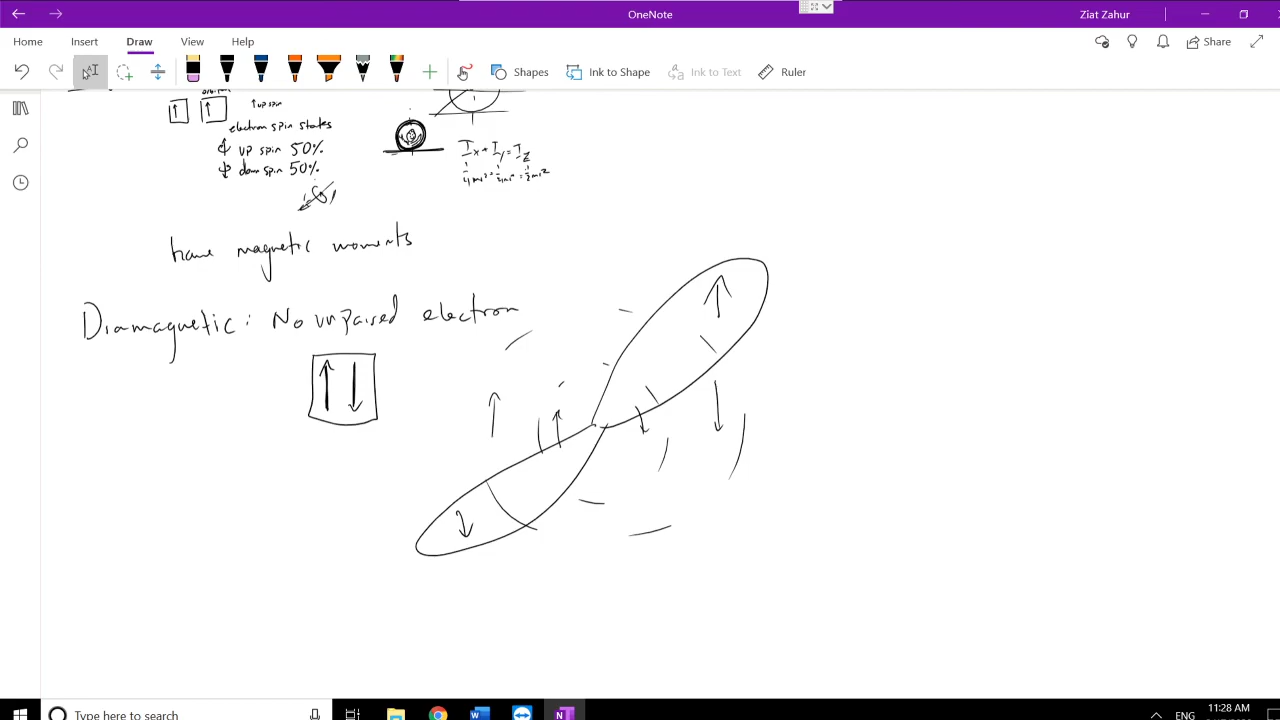 OneNote
Ziat Zahur
Home Insert Draw View Help
Share
Shapes Ink to Shape Ink to Text Ruler
↑ up spin
electron spin states
up spin 50%
down spin 50%
Ix + Iy = Iz
have magnetic moments
Diamagnetic: No unpaired electron
Type here to search
ENG
11:28 AM